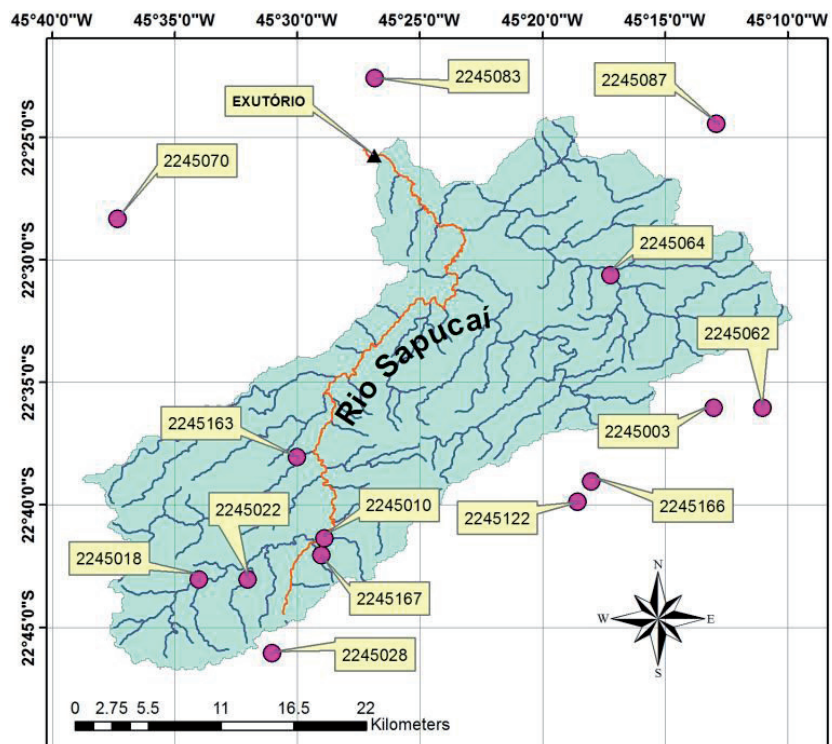 45°40'0"W 45°35'0"W 45°30'0"W 45°25'0"W 45°20'0"W 45°15'0"W 45°10'0"W
2245083
2245087
EXUTÓRIO
22°25'0"S
2245070
2245064
22°30'0"S
Rio Sapucaí
2245062
22°35'0"S
2245163
2245003
22°40'0"S
2245022
2245010
2245166
2245122
2245018
2245167
N
W E
S
22°45'0"S
2245028
0 2.75 5.5 11 16.5 22
Kilometers